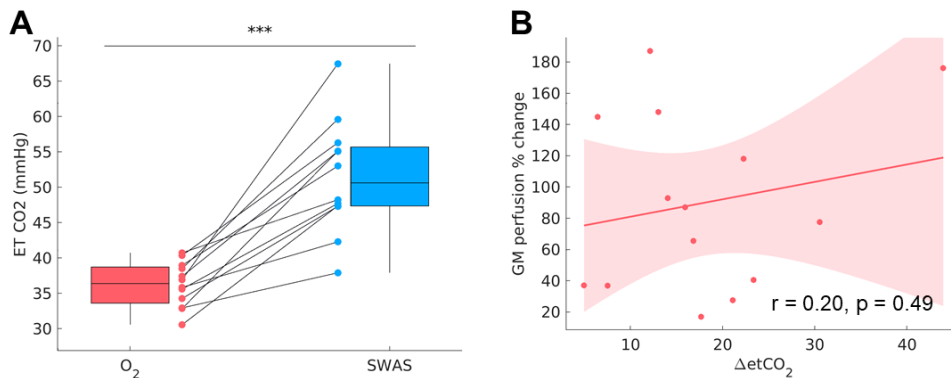 A
***
70
65
60
55
50
45
40
35
30
ET CO2 (mmHg)
O₂
SWAS
B
180
160
140
120
100
80
60
40
20
GM perfusion % change
r = 0.20, p = 0.49
10
20
30
40
ΔetCO₂